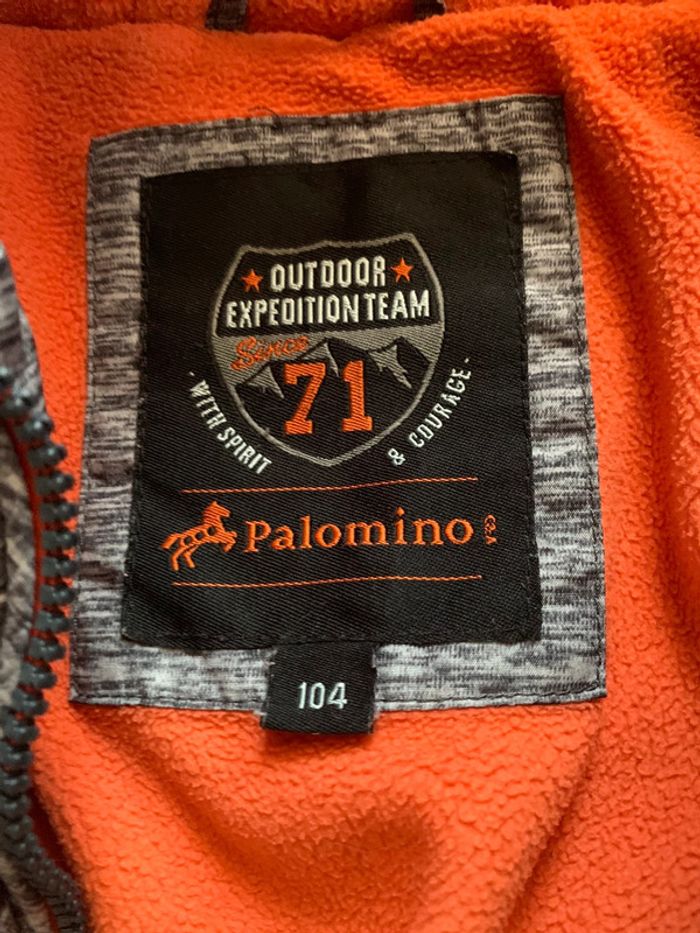 OUTDOOR
EXPEDITION TEAM
Since
71
- WITH SPIRIT
& COURAGE -
Palomino
104